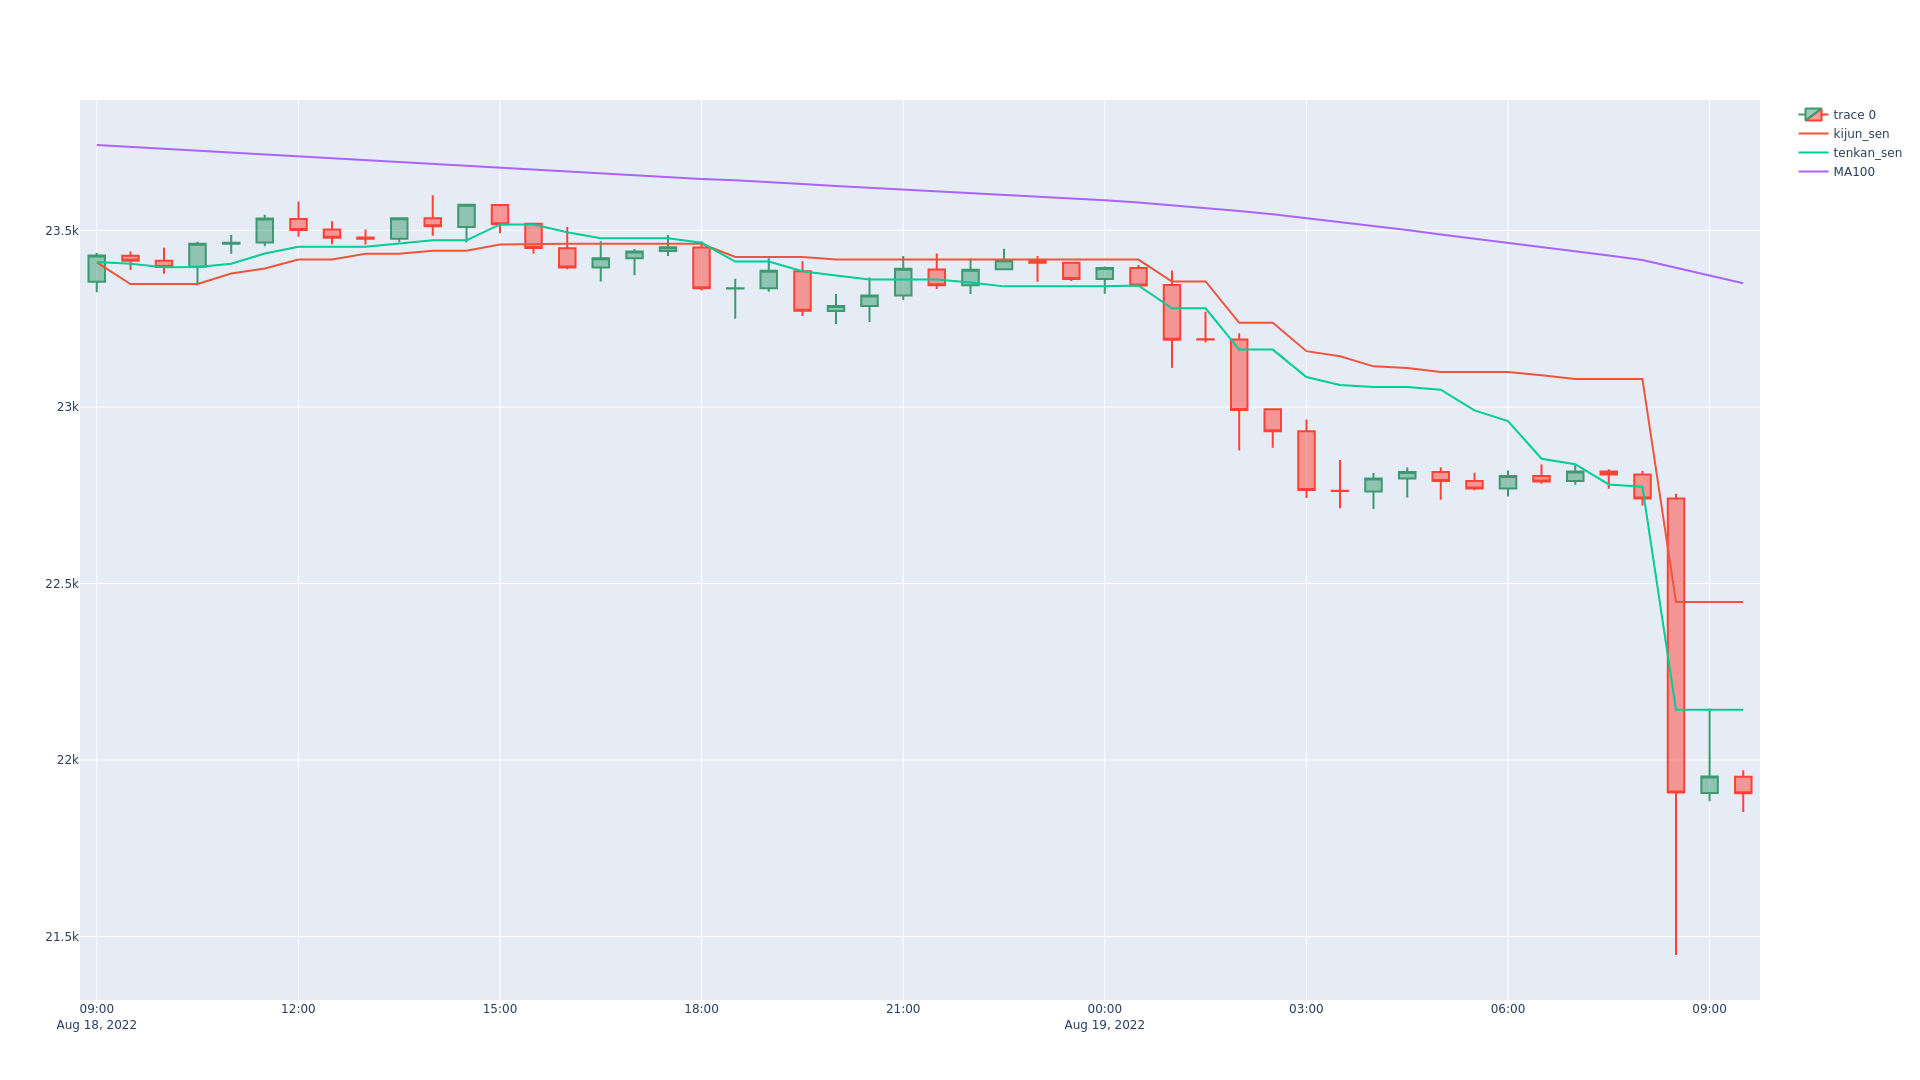 trace 0
kijun_sen
tenkan_sen
MA100
23.5k
23k
22.5k
22k
21.5k
09:00 12:00 15:00 18:00 21:00 00:00 03:00 06:00 09:00
Aug 18, 2022 Aug 19, 2022